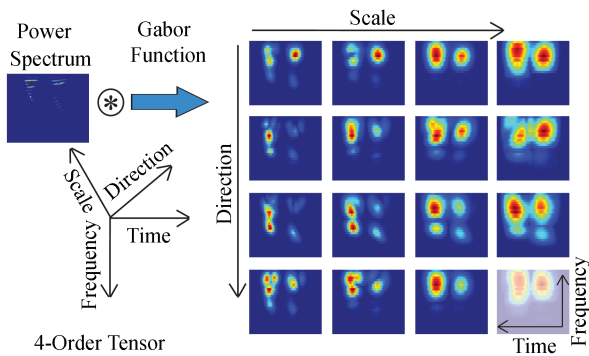 Power
Spectrum
Gabor
Function
Scale
Direction
Direction
Scale
Time
Frequency
4-Order Tensor
Frequency
Time